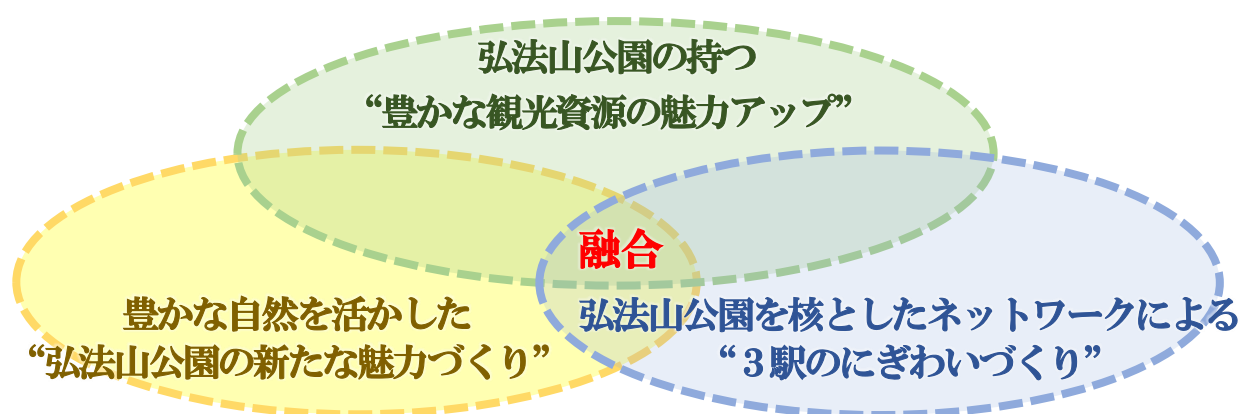 弘法山公園の持つ
“豊かな観光資源の魅力アップ”
融合
豊かな自然を活かした
“弘法山公園の新たな魅力づくり”
弘法山公園を核としたネットワークによる
“３駅のにぎわいづくり”